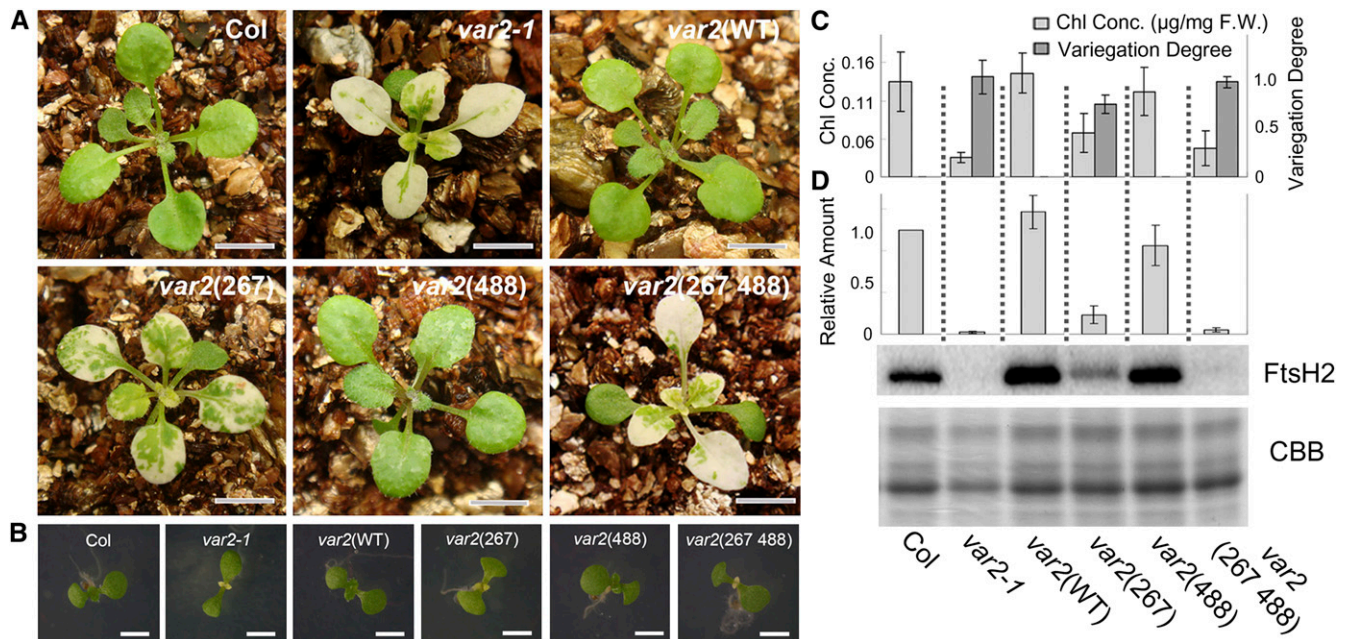 A
Col
var2-1
var2(WT)
var2(267)
var2(488)
var2(267 488)
B
Col
var2-1
var2(WT)
var2(267)
var2(488)
var2(267 488)
C
Chl Conc. (µg/mg F.W.)
Variegation Degree
Chl Conc.
0.16
0.11
0.06
0
Variegation Degree
1.0
0.5
0
D
Relative Amount
1.0
0.5
0
FtsH2
CBB
Col
var2-1
var2(WT)
var2(267)
var2(488)
var2
(267 488)